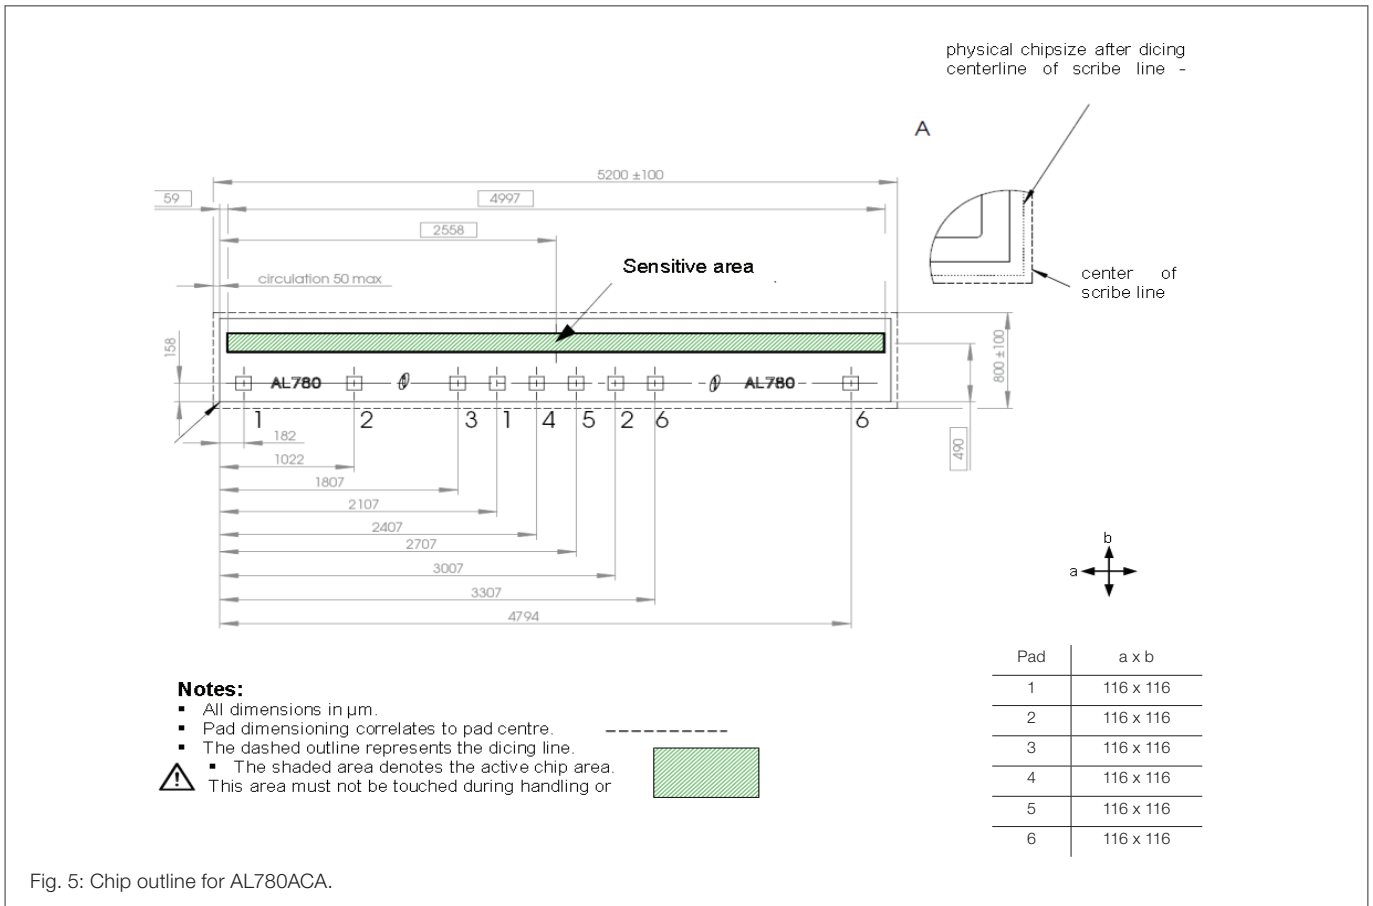 physical chipsize after dicing
centerline of scribe line -
A
5200 ±100
59
4997
2558
circulation 50 max
Sensitive area
center of
scribe line
158
800 ±100
490
AL780
AL780
1 2 3 1 4 5 2 6 6
182
1022
1807
2107
2407
2707
3007
3307
4794
b
a
Pad a x b
1 116 x 116
2 116 x 116
3 116 x 116
4 116 x 116
5 116 x 116
6 116 x 116
Notes:
▪ All dimensions in µm.
▪ Pad dimensioning correlates to pad centre.
▪ The dashed outline represents the dicing line.
▪ The shaded area denotes the active chip area.
This area must not be touched during handling or
Fig. 5: Chip outline for AL780ACA.